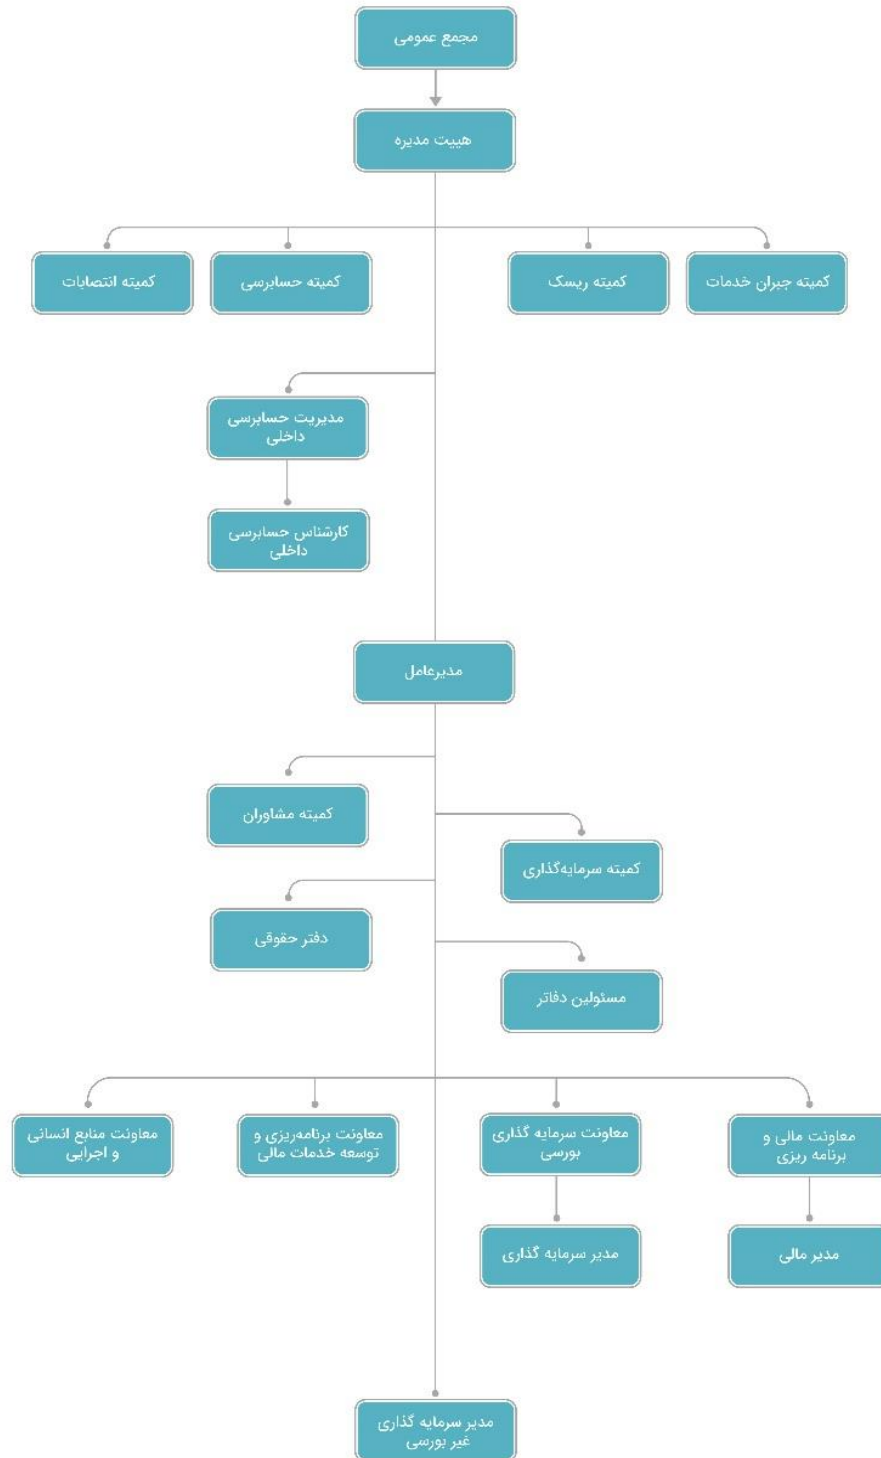 مجمع عمومی
هییت مدیره
کمیته جبران خدمات
کمیته ریسک
کمیته حسابرسی
کمیته انتصابات
مدیریت حسابرسی
داخلی
کارشناس حسابرسی
داخلی
مدیرعامل
کمیته مشاوران
کمیته سرمایه‌گذاری
دفتر حقوقی
مسئولین دفاتر
معاونت مالی و
برنامه ریزی
معاونت سرمایه گذاری
بورسی
معاونت برنامه‌ریزی و
توسعه خدمات مالی
معاونت منابع انسانی
و اجرایی
مدیر مالی
مدیر سرمایه گذاری
مدیر سرمایه گذاری
غیر بورسی